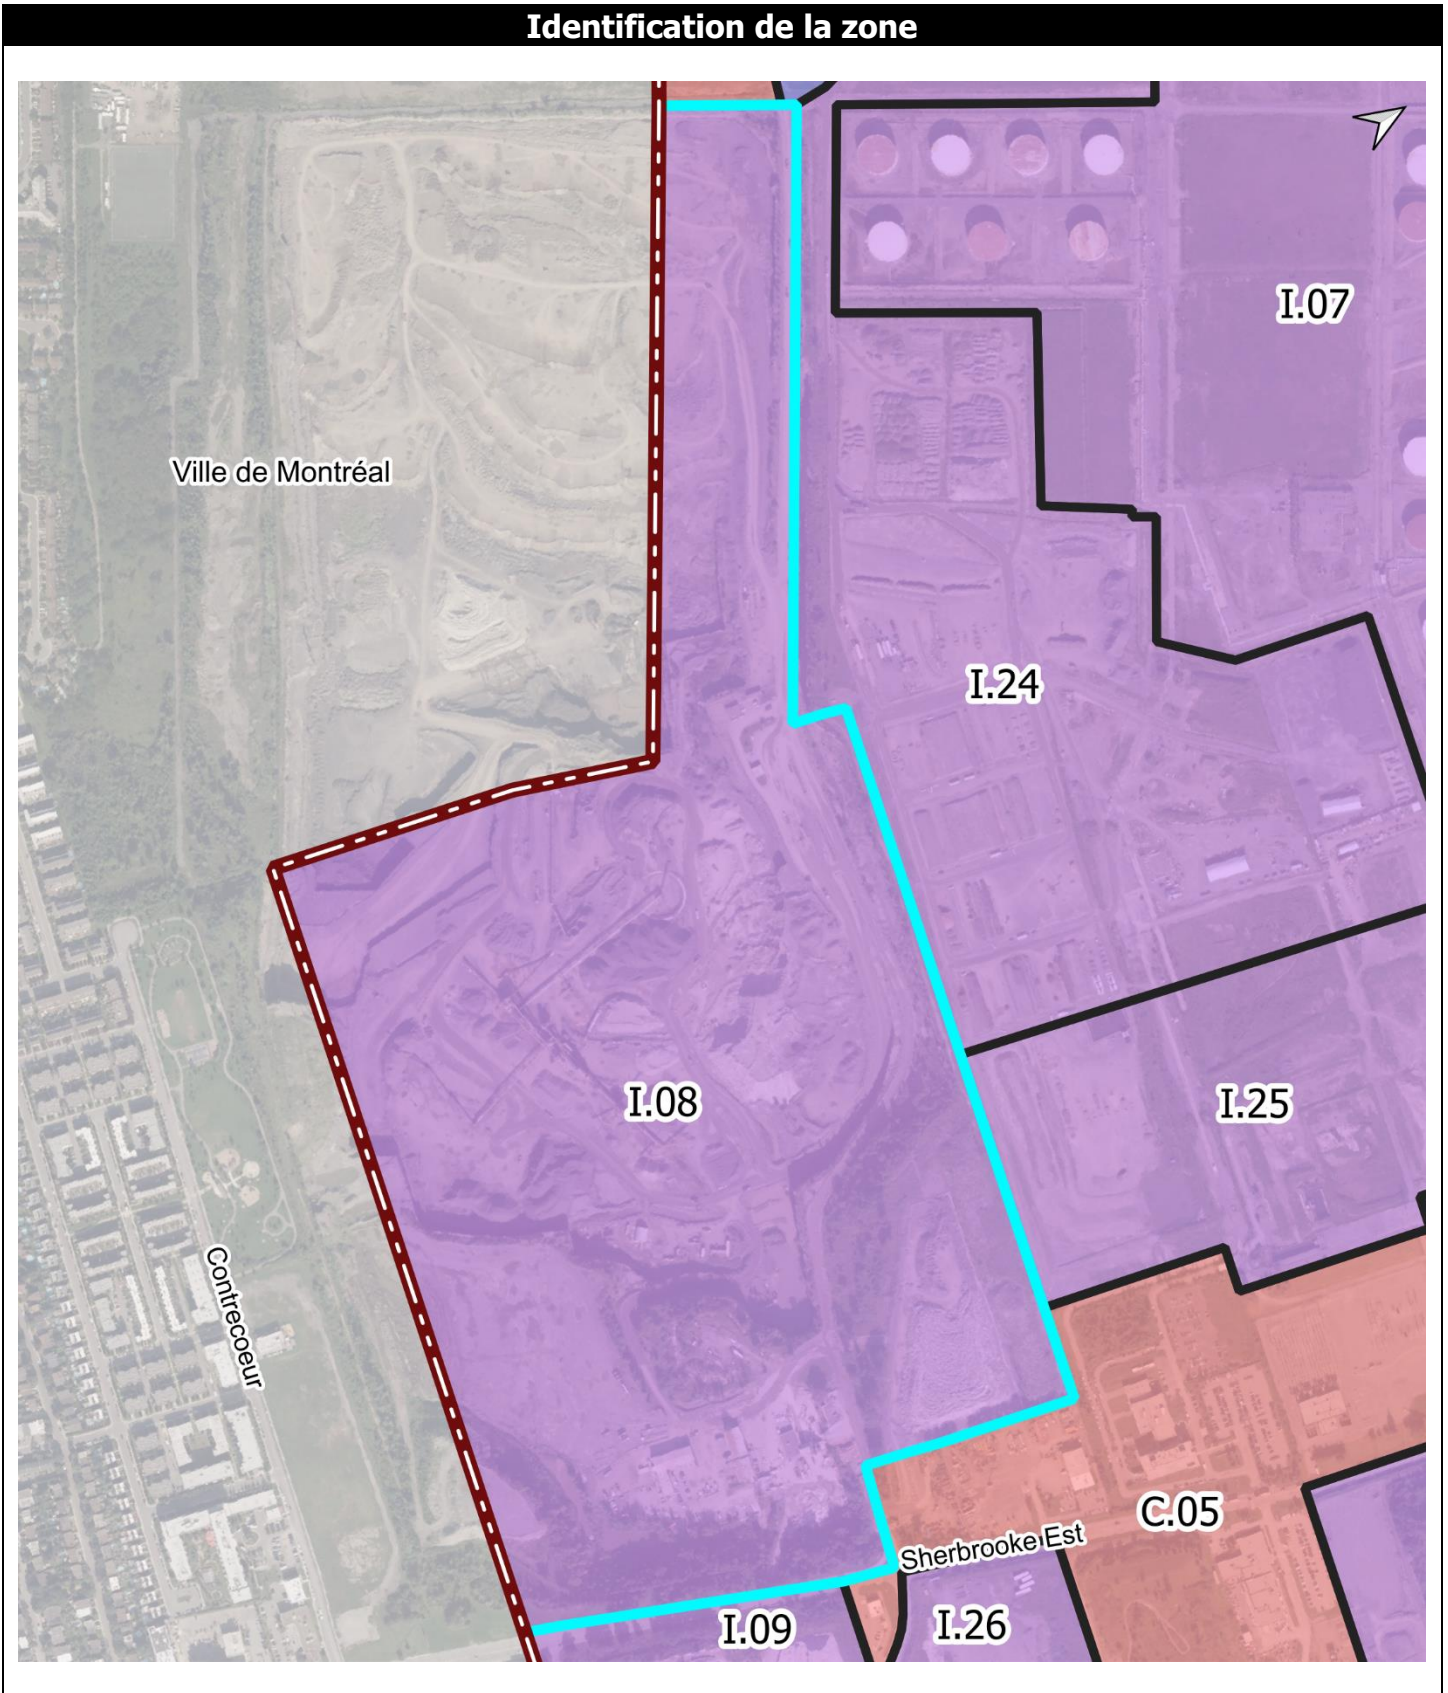 Identification de la zone
I.07
Ville de Montréal
I.24
I.08
I.25
Contrecoeur
C.05
Sherbrooke Est
I.09
I.26